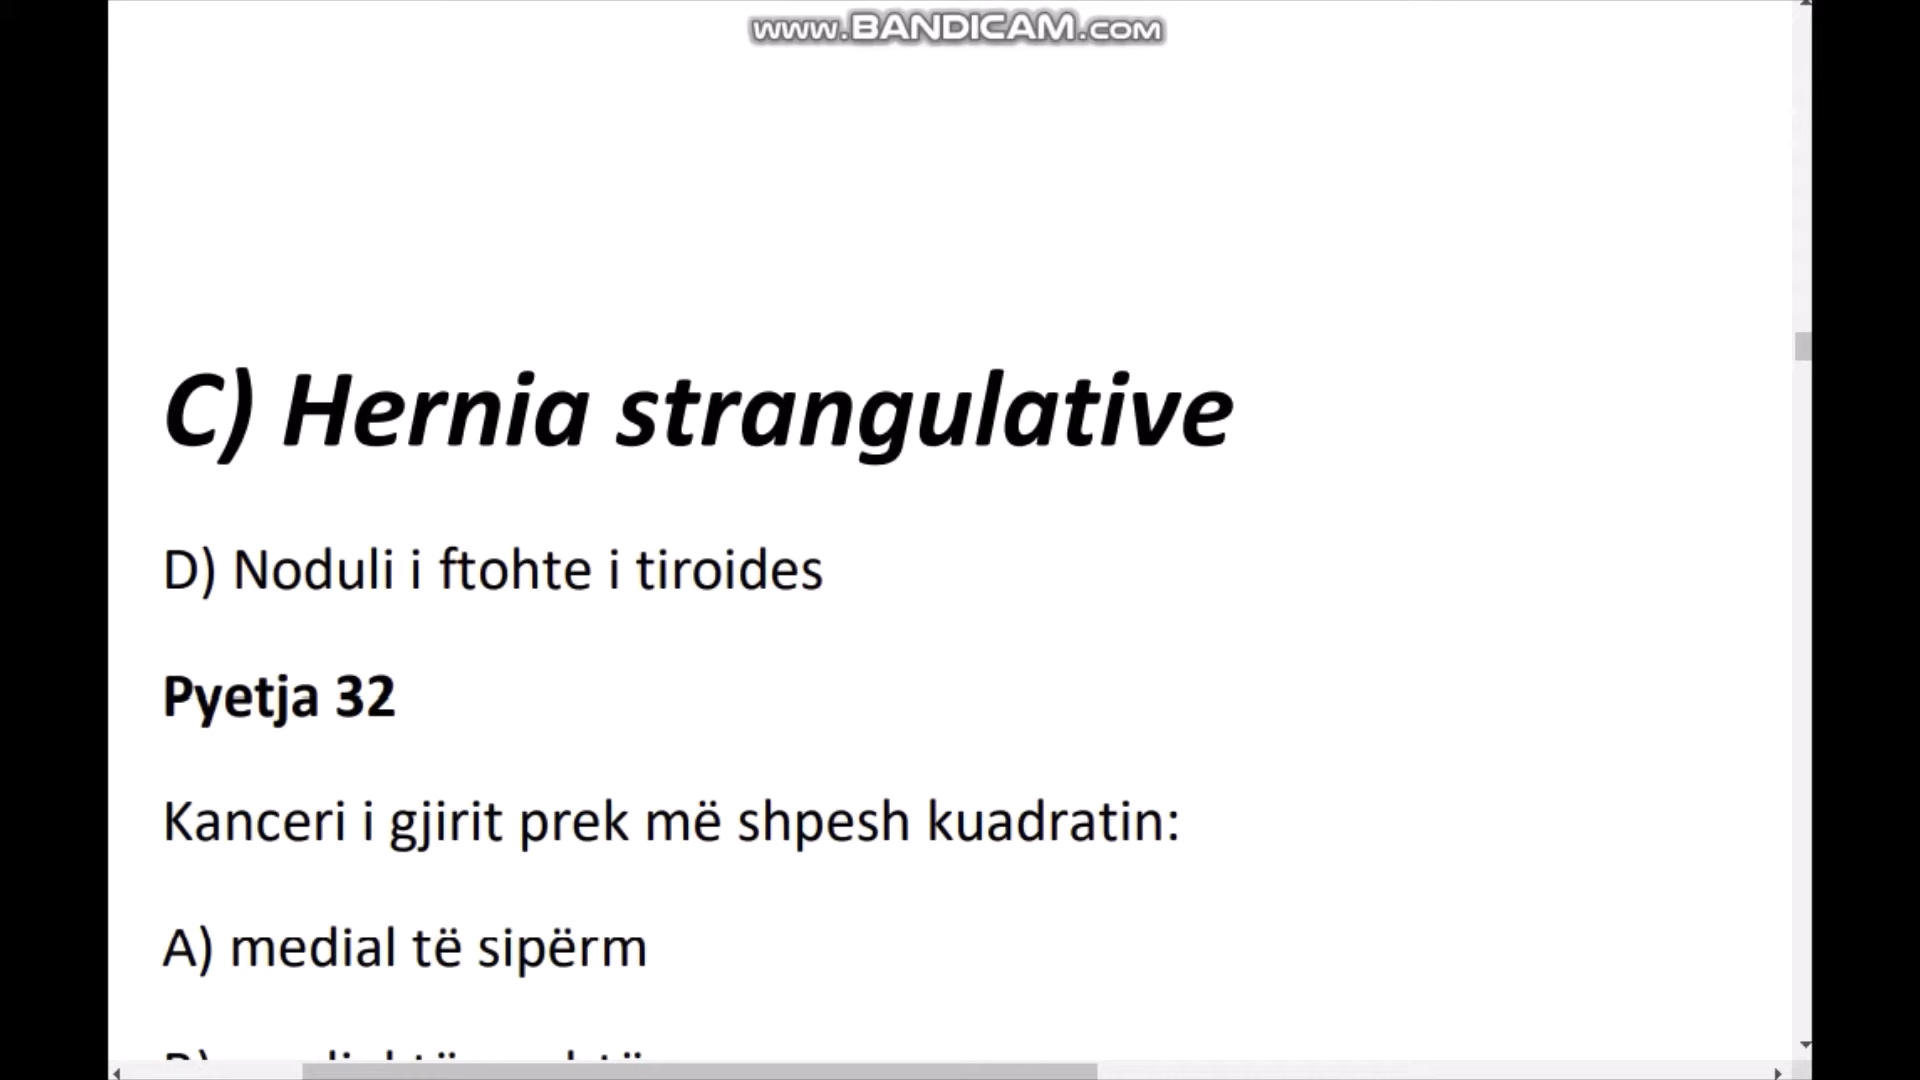 www.BANDICAM.com
C) Hernia strangulative
D) Noduli i ftohte i tiroides
Pyetja 32
Kanceri i gjirit prek më shpesh kuadratin:
A) medial të sipërm